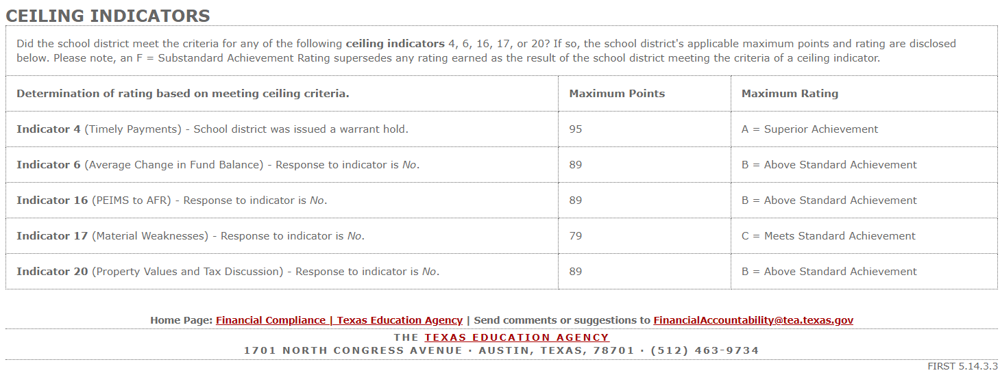 CEILING INDICATORS
Did the school district meet the criteria for any of the following ceiling indicators 4, 6, 16, 17, or 20? If so, the school district's applicable maximum points and rating are disclosed
below. Please note, an F = Substandard Achievement Rating supersedes any rating earned as the result of the school district meeting the criteria of a ceiling indicator.
Determination of rating based on meeting ceiling criteria. Maximum Points Maximum Rating
Indicator 4 (Timely Payments) - School district was issued a warrant hold. 95 A = Superior Achievement
Indicator 6 (Average Change in Fund Balance) - Response to indicator is No. 89 B = Above Standard Achievement
Indicator 16 (PEIMS to AFR) - Response to indicator is No. 89 B = Above Standard Achievement
Indicator 17 (Material Weaknesses) - Response to indicator is No. 79 C = Meets Standard Achievement
Indicator 20 (Property Values and Tax Discussion) - Response to indicator is No. 89 B = Above Standard Achievement
Home Page: Financial Compliance | Texas Education Agency | Send comments or suggestions to FinancialAccountability@tea.texas.gov
THE TEXAS EDUCATION AGENCY
1701 NORTH CONGRESS AVENUE · AUSTIN, TEXAS, 78701 · (512) 463-9734
FIRST 5.14.3.3